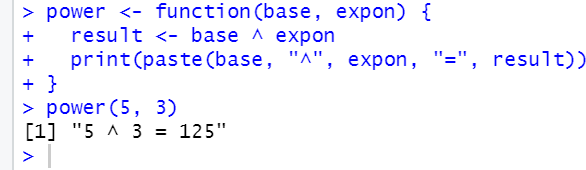 > power <- function(base, expon) {
+   result <- base ^ expon
+   print(paste(base, "^", expon, "=", result))
+ }
> power(5, 3)
[1] "5 ^ 3 = 125"
>